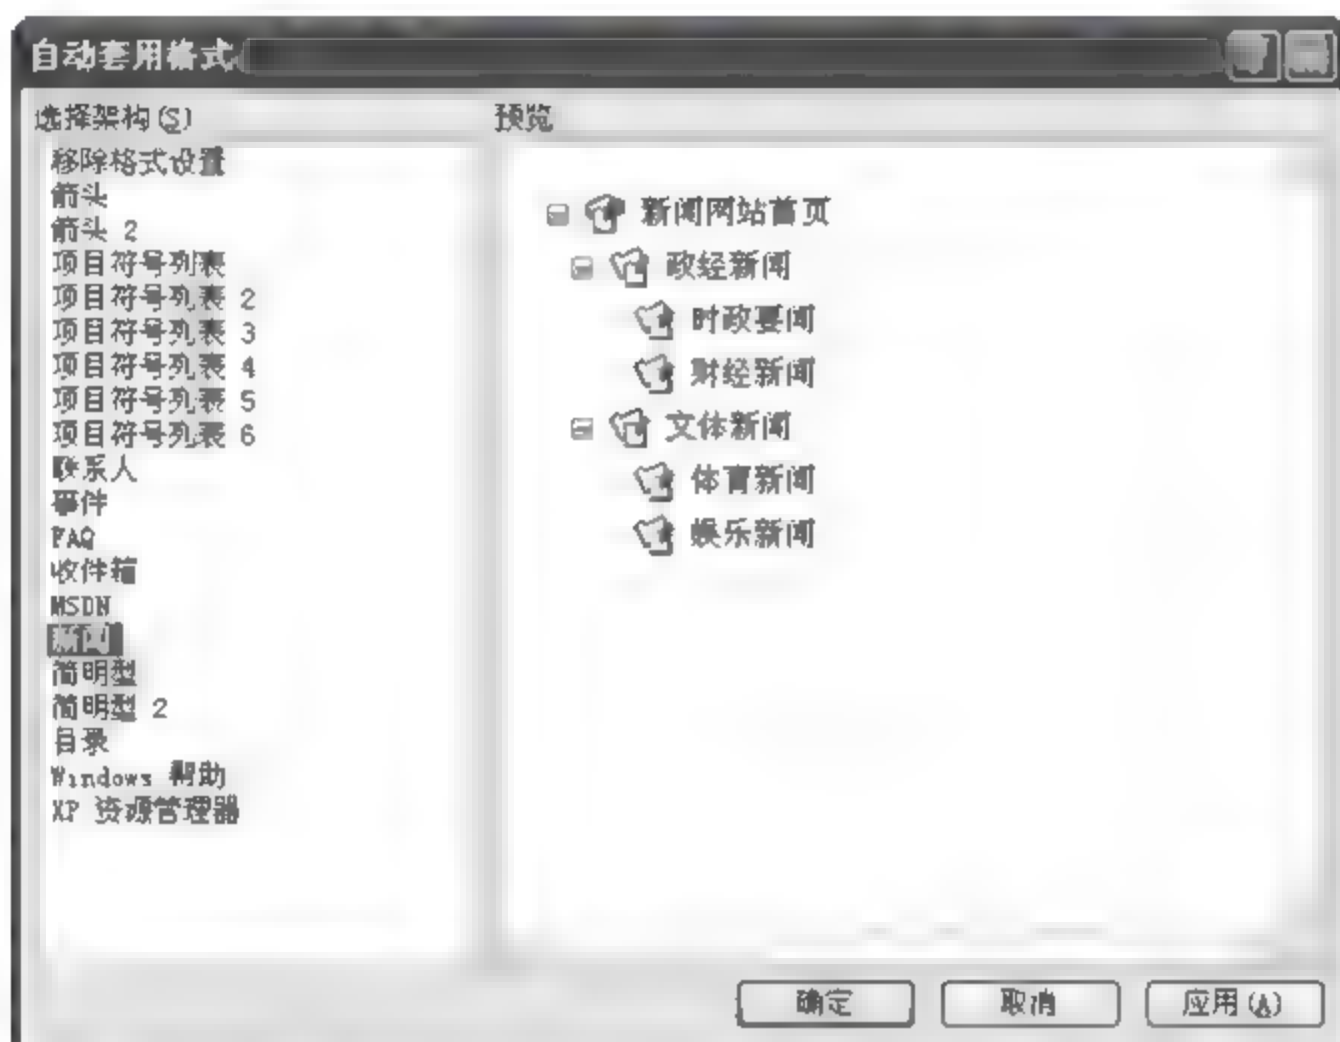 自动套用格式
选择架构(S)
预览
移除格式设置
箭头
箭头 2
项目符号列表
项目符号列表 2
项目符号列表 3
项目符号列表 4
项目符号列表 5
项目符号列表 6
联系人
事件
FAQ
收件箱
MSDN
新闻
简明型
简明型 2
目录
Windows 帮助
XP 资源管理器
新闻网站首页
政经新闻
时政要闻
财经新闻
文体新闻
体育新闻
娱乐新闻
确定
取消
应用(A)